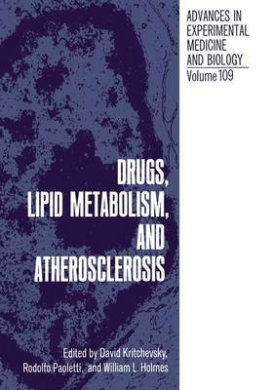 ADVANCES IN
EXPERIMENTAL
MEDICINE
AND BIOLOGY
Volume 109
DRUGS,
LIPID METABOLISM,
AND
ATHEROSCLEROSIS
Edited by David Kritchevsky,
Rodolfo Paoletti, and William L. Holmes